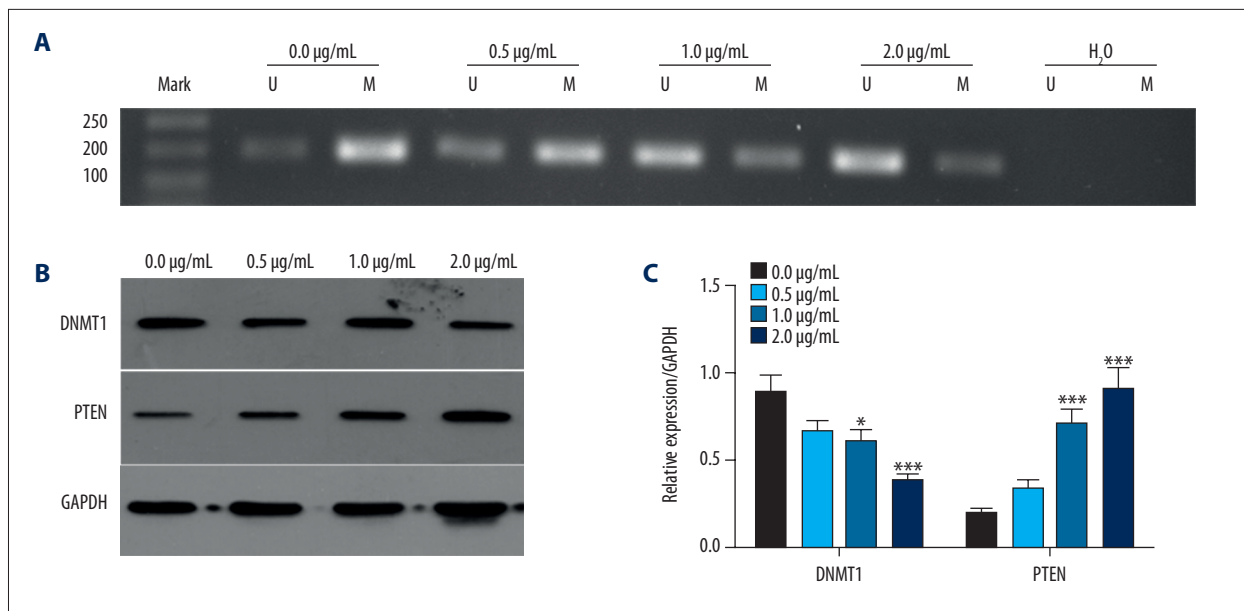 A
0.0 µg/mL 0.5 µg/mL 1.0 µg/mL 2.0 µg/mL H₂O
Mark U M U M U M U M U M
250
200
100
B
0.0 µg/mL 0.5 µg/mL 1.0 µg/mL 2.0 µg/mL
DNMT1
PTEN
GAPDH
C
0.0 µg/mL
0.5 µg/mL
1.0 µg/mL
2.0 µg/mL
Relative expression/GAPDH
1.5
1.0
0.5
0.0
* *** *** ***
DNMT1 PTEN